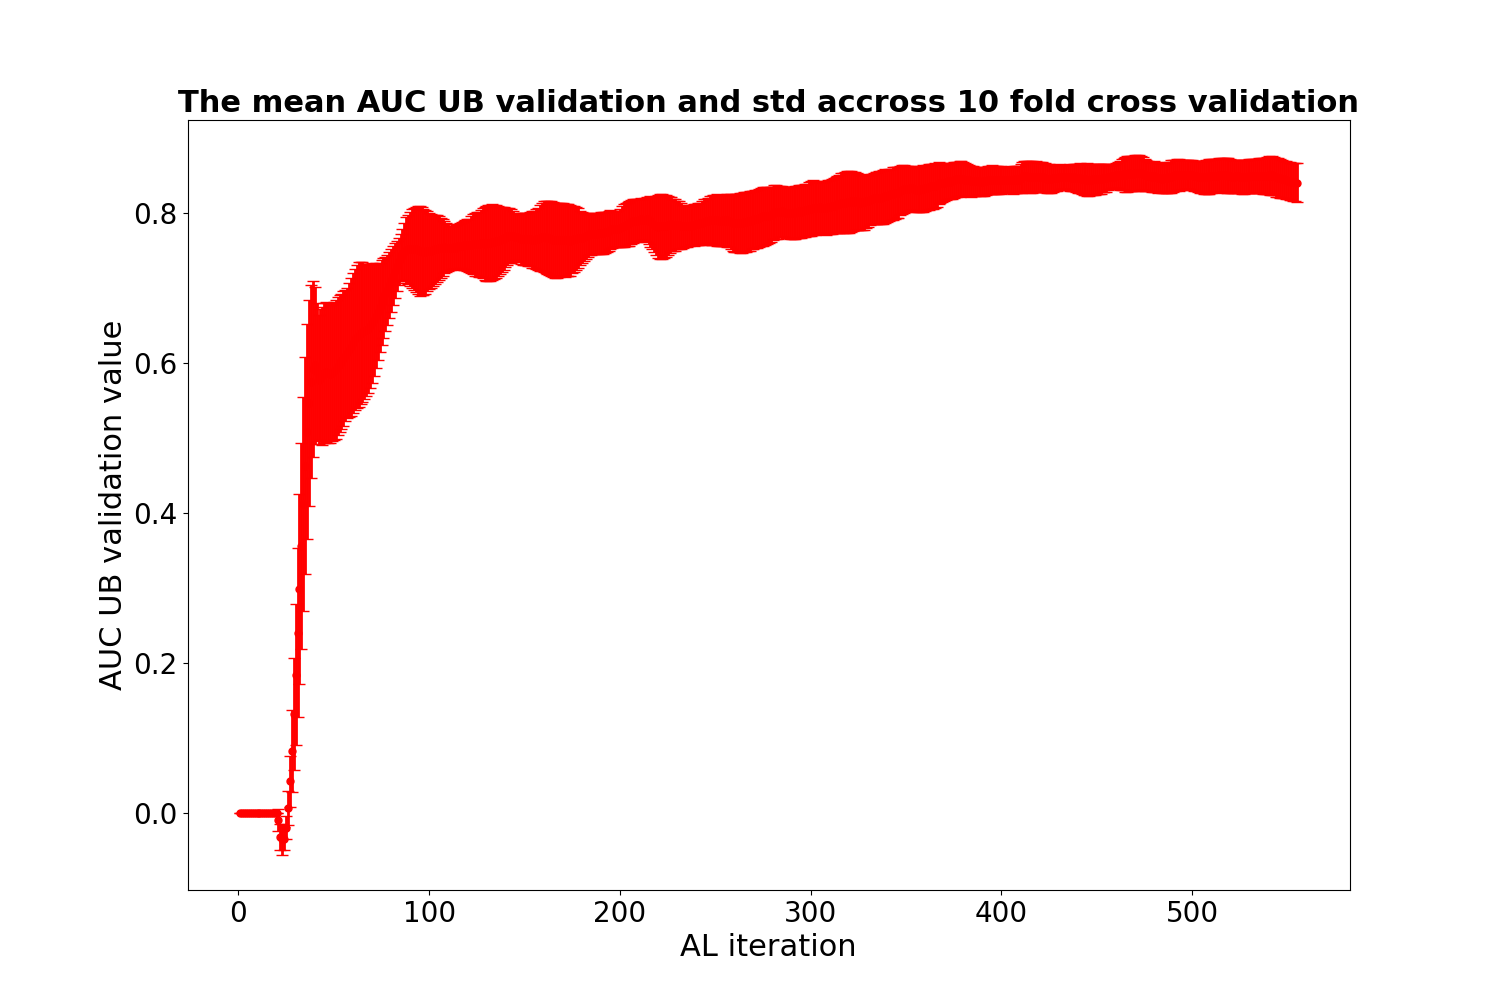 The mean AUC UB validation and std accross 10 fold cross validation
AUC UB validation value
0.8
0.6
0.4
0.2
0.0
0 100 200 300 400 500
AL iteration